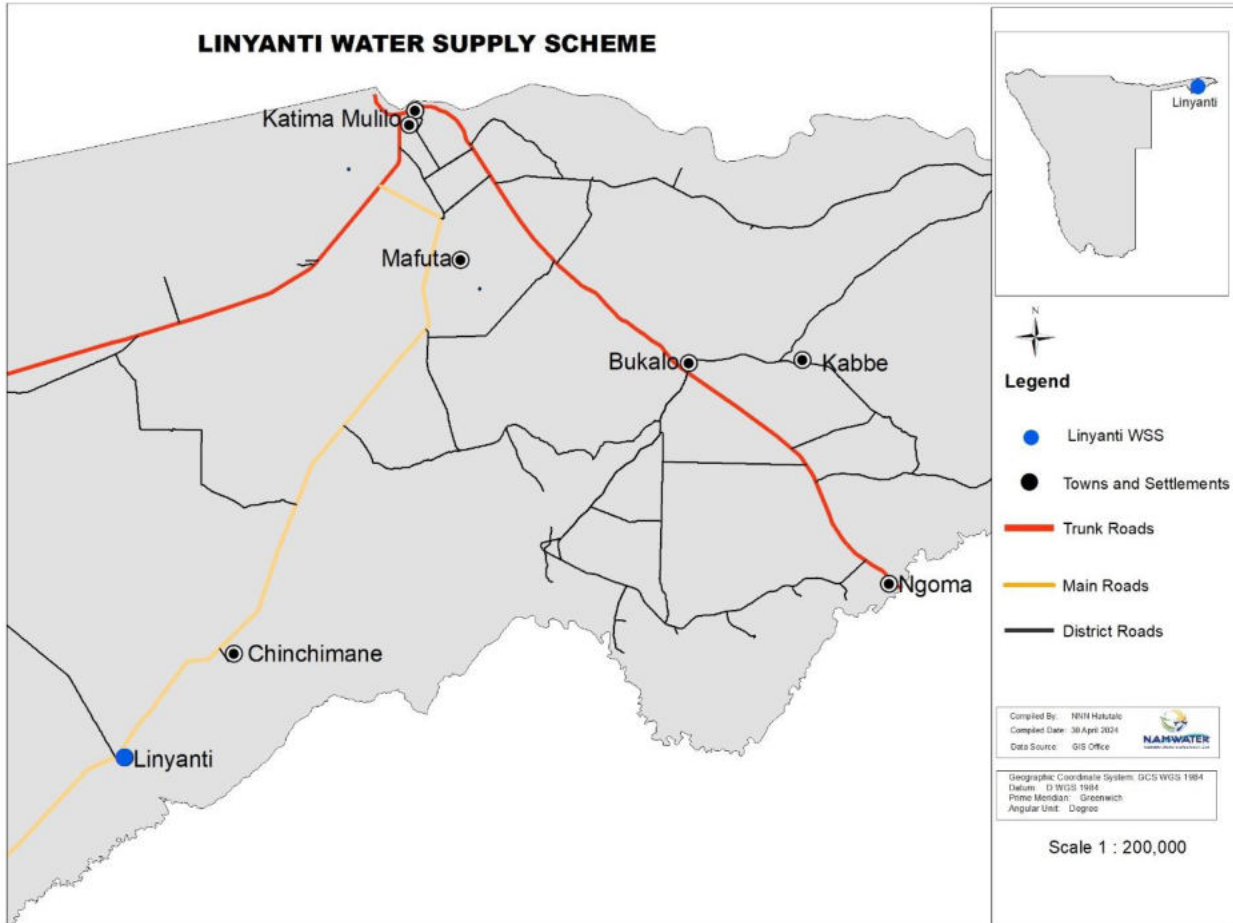 LINYANTI WATER SUPPLY SCHEME
Katima Mulilo
Mafuta
Bukalo
Kabbe
Ngoma
Chinchimane
Linyanti
Linyanti
N
Legend
Linyanti WSS
Towns and Settlements
Trunk Roads
Main Roads
District Roads
Compiled By: NNN Halutale
Compiled Date: 30 April 2024
Data Source: GIS Office
NAMWATER
Geographic Coordinate System: GCS WGS 1984
Datum: D WGS 1984
Prime Meridian: Greenwich
Angular Unit: Degree
Scale 1 : 200,000